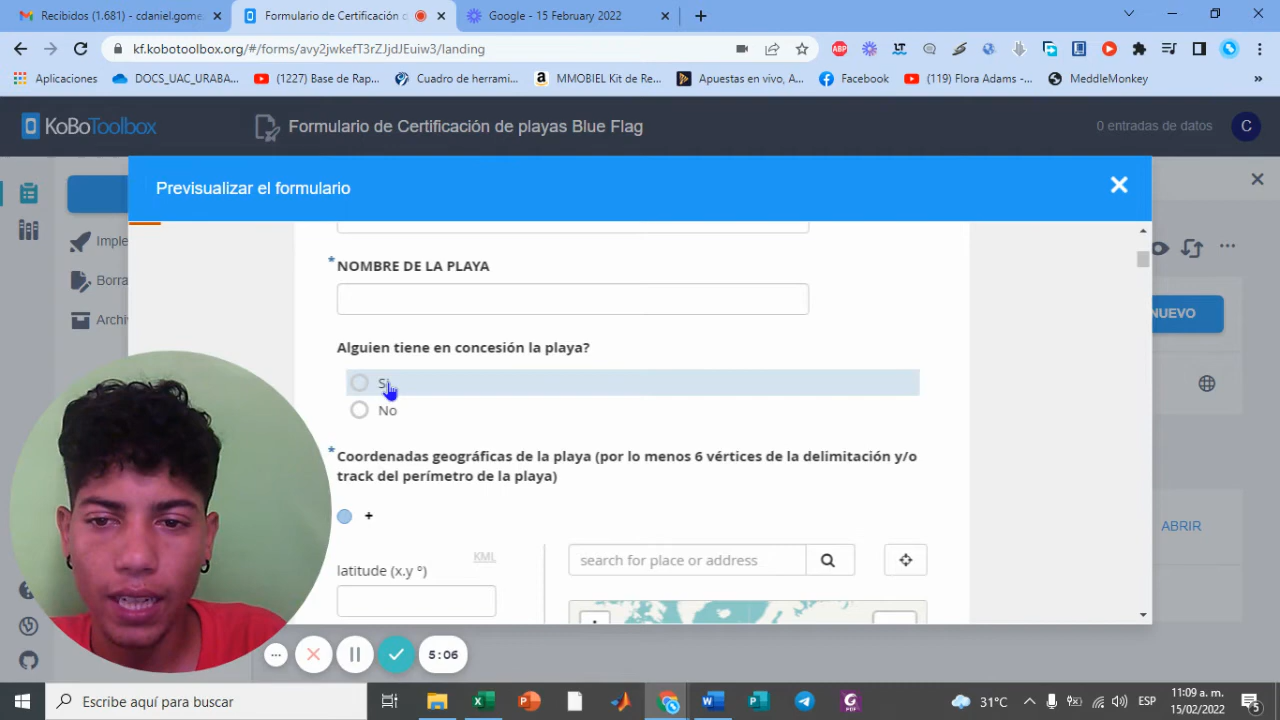 Recibidos (1.681) - cdaniel.gome
Formulario de Certificación d
Google - 15 February 2022
kf.kobotoolbox.org/#/forms/avy2jwkefT3rZJjdJEuiw3/landing
Aplicaciones
DOCS_UAC_URABA...
(1227) Base de Rap...
Cuadro de herrami...
MMOBIEL Kit de Re...
Apuestas en vivo, A...
Facebook
(119) Flora Adams -...
MeddleMonkey
»
KoBoToolbox
Formulario de Certificación de playas Blue Flag
0 entradas de datos
C
Previsualizar el formulario
Imple
Borra
Archi
NUEVO
* NOMBRE DE LA PLAYA
Alguien tiene en concesión la playa?
No
* Coordenadas geográficas de la playa (por lo menos 6 vértices de la delimitación y/o
track del perímetro de la playa)
+
KML
latitude (x.y °)
search for place or address
ABRIR
5:06
Escribe aquí para buscar
31°C
ESP
11:09 a. m.
15/02/2022
5